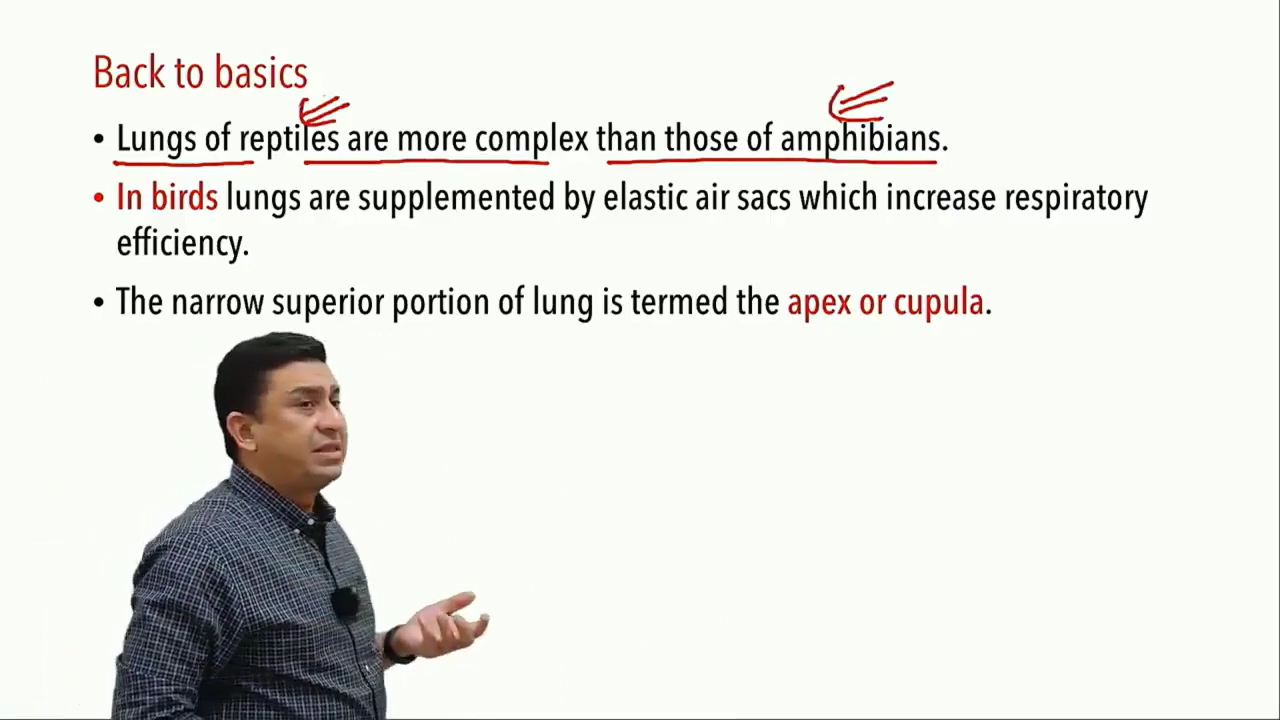 Back to basics
• Lungs of reptiles are more complex than those of amphibians.
• In birds lungs are supplemented by elastic air sacs which increase respiratory
efficiency.
• The narrow superior portion of lung is termed the apex or cupula.